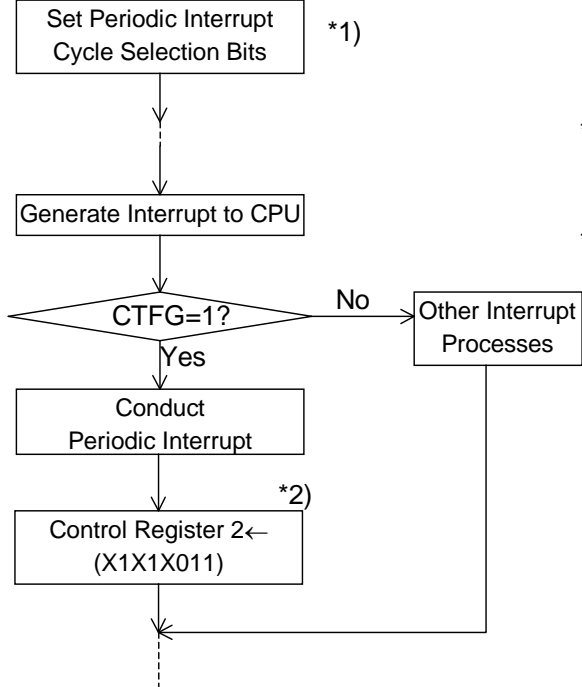 Set Periodic Interrupt
Cycle Selection Bits
*1)
Generate Interrupt to CPU
CTFG=1?
No
Other Interrupt
Processes
Yes
Conduct
Periodic Interrupt
*2)
Control Register 2←
(X1X1X011)